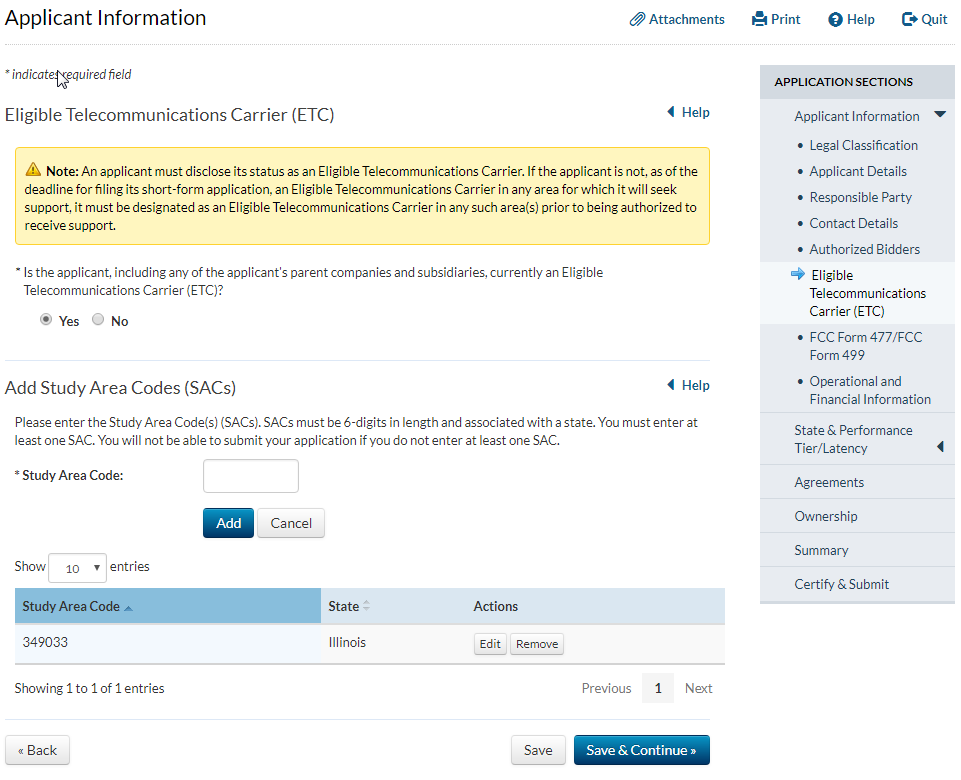 Applicant Information
Attachments
Print
Help
Quit
* indicates required field
Eligible Telecommunications Carrier (ETC)
Help
Note: An applicant must disclose its status as an Eligible Telecommunications Carrier. If the applicant is not, as of the
deadline for filing its short-form application, an Eligible Telecommunications Carrier in any area for which it will seek
support, it must be designated as an Eligible Telecommunications Carrier in any such area(s) prior to being authorized to
receive support.
* Is the applicant, including any of the applicant's parent companies and subsidiaries, currently an Eligible
Telecommunications Carrier (ETC)?
Yes No
Add Study Area Codes (SACs)
Help
Please enter the Study Area Code(s) (SACs). SACs must be 6-digits in length and associated with a state. You must enter at
least one SAC. You will not be able to submit your application if you do not enter at least one SAC.
* Study Area Code:
Add Cancel
Show 10 entries
Study Area Code State Actions
349033 Illinois Edit Remove
Showing 1 to 1 of 1 entries Previous 1 Next
« Back Save Save & Continue »
APPLICATION SECTIONS
Applicant Information
• Legal Classification
• Applicant Details
• Responsible Party
• Contact Details
• Authorized Bidders
Eligible
Telecommunications
Carrier (ETC)
• FCC Form 477/FCC
Form 499
• Operational and
Financial Information
State & Performance
Tier/Latency
Agreements
Ownership
Summary
Certify & Submit